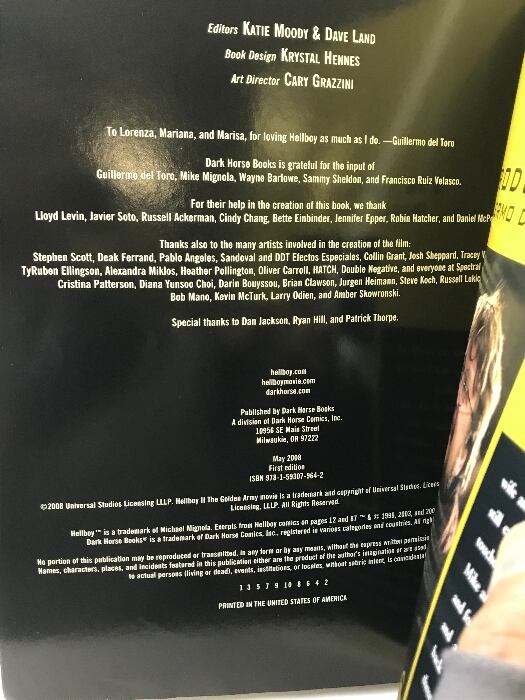 Editors KATIE MOODY & DAVE LAND
Book Design KRYSTAL HENNES
Art Director CARY GRAZZINI
To Lorenza, Mariana, and Marisa, for loving Hellboy as much as I do. —Guillermo del Toro
Dark Horse Books is grateful for the input of
Guillermo del Toro, Mike Mignola, Wayne Barlowe, Sammy Sheldon, and Francisco Ruiz Velasco.
For their help in the creation of this book, we thank
Lloyd Levin, Javier Soto, Russell Ackerman, Cindy Chang, Bette Einbinder, Jennifer Epper, Robin Hatcher, and Daniel McP
Thanks also to the many artists involved in the creation of the film:
Stephen Scott, Deak Ferrand, Pablo Angeles, Sandoval and DDT Efectos Especiales, Collin Grant, Josh Sheppard, Tracey
TyRuben Ellingson, Alexandra Miklos, Heather Pollington, Oliver Carroll, HATCH, Double Negative, and everyone at Spectral
Cristina Patterson, Diana Yunsoo Choi, Darin Bouyssou, Brian Clawson, Jurgen Heimann, Steve Koch, Russell Lukic
Bob Mano, Kevin McTurk, Larry Odien, and Amber Skowronski.
Special thanks to Dan Jackson, Ryan Hill, and Patrick Thorpe.
hellboy.com
hellboymovie.com
darkhorse.com
Published by Dark Horse Books
A division of Dark Horse Comics, Inc.
10956 SE Main Street
Milwaukie, OR 97222
May 2008
First edition
ISBN 978-1-59307-964-2
©2008 Universal Studios Licensing LLLP. Hellboy II The Golden Army movie is a trademark and copyright of Universal Studios. Licens
Licensing, LLLP. All Rights Reserved.
Hellboy™ is a trademark of Michael Mignola. Exerpts from Hellboy comics on pages 12 and 87 ™ & © 1998, 2003, and 200
Dark Horse Books® is a trademark of Dark Horse Comics, Inc., registered in various categories and countries. All righ
No portion of this publication may be reproduced or transmitted, in any form or by any means, without the express written permissio
Names, characters, places, and incidents featured in this publication either are the product of the author's imagination or are used
to actual persons (living or dead), events, institutions, or locales, without satiric intent, is coincidental
1 3 5 7 9 10 8 6 4 2
PRINTED IN THE UNITED STATES OF AMERICA